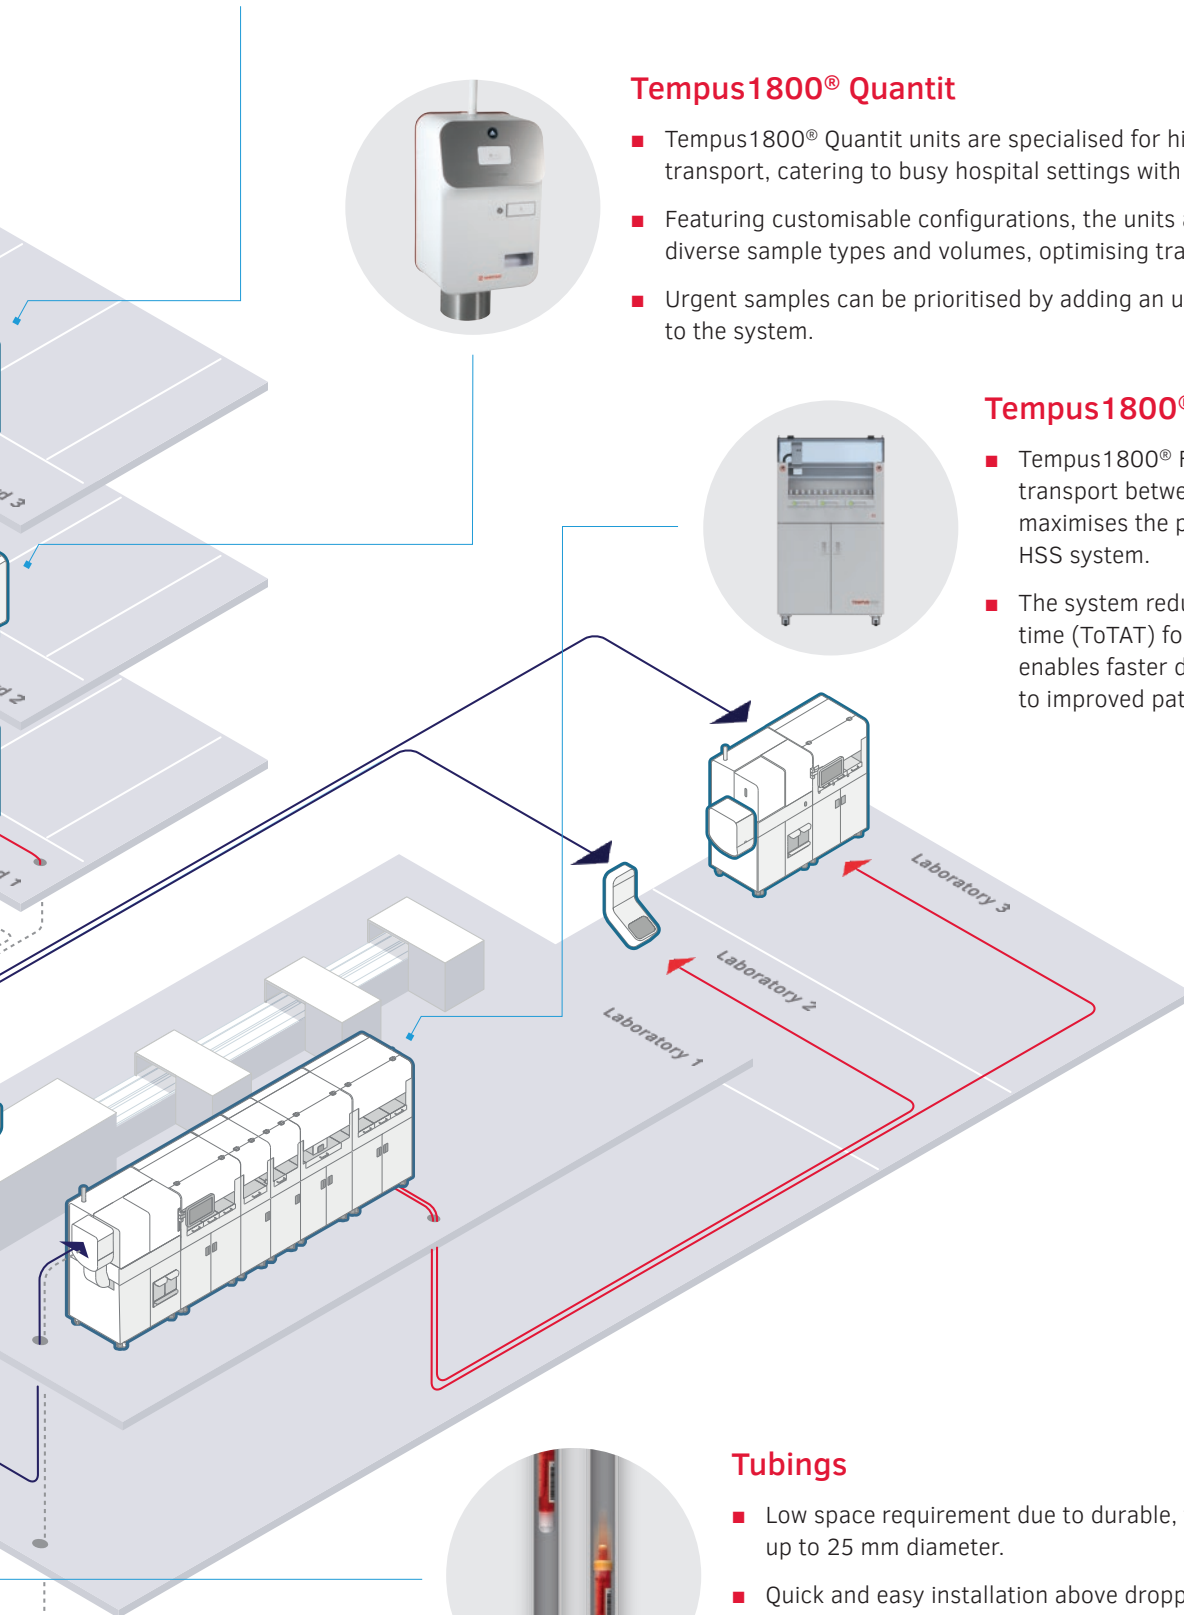 Tempus1800® Quantit
■ Tempus1800® Quantit units are specialised for hi
transport, catering to busy hospital settings with
■ Featuring customisable configurations, the units a
diverse sample types and volumes, optimising tra
■ Urgent samples can be prioritised by adding an u
to the system.
Tempus1800®
■ Tempus1800®
transport betwe
maximises the p
HSS system.
■ The system redu
time (ToTAT) fo
enables faster d
to improved pat
d 3
d 2
d 1
Laboratory 3
Laboratory 2
Laboratory 1
Tubings
■ Low space requirement due to durable,
up to 25 mm diameter.
■ Quick and easy installation above dropp